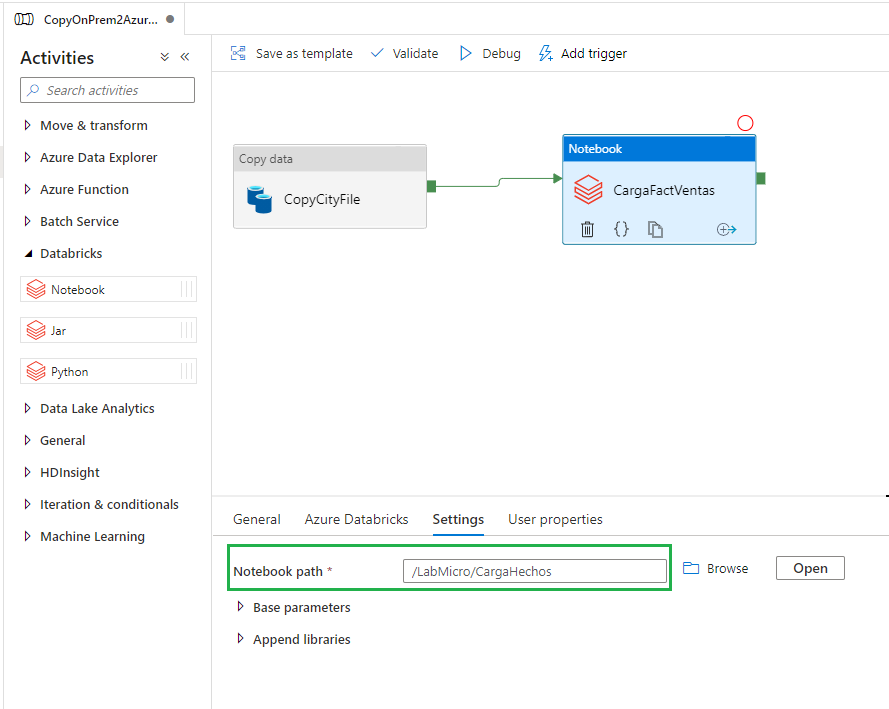 CopyOnPrem2Azur...
Activities
Search activities
Move & transform
Azure Data Explorer
Azure Function
Batch Service
Databricks
Notebook
Jar
Python
Data Lake Analytics
General
HDInsight
Iteration & conditionals
Machine Learning
Save as template
Validate
Debug
Add trigger
Copy data
CopyCityFile
Notebook
CargaFactVentas
General
Azure Databricks
Settings
User properties
Notebook path *
/LabMicro/CargaHechos
Browse
Open
Base parameters
Append libraries